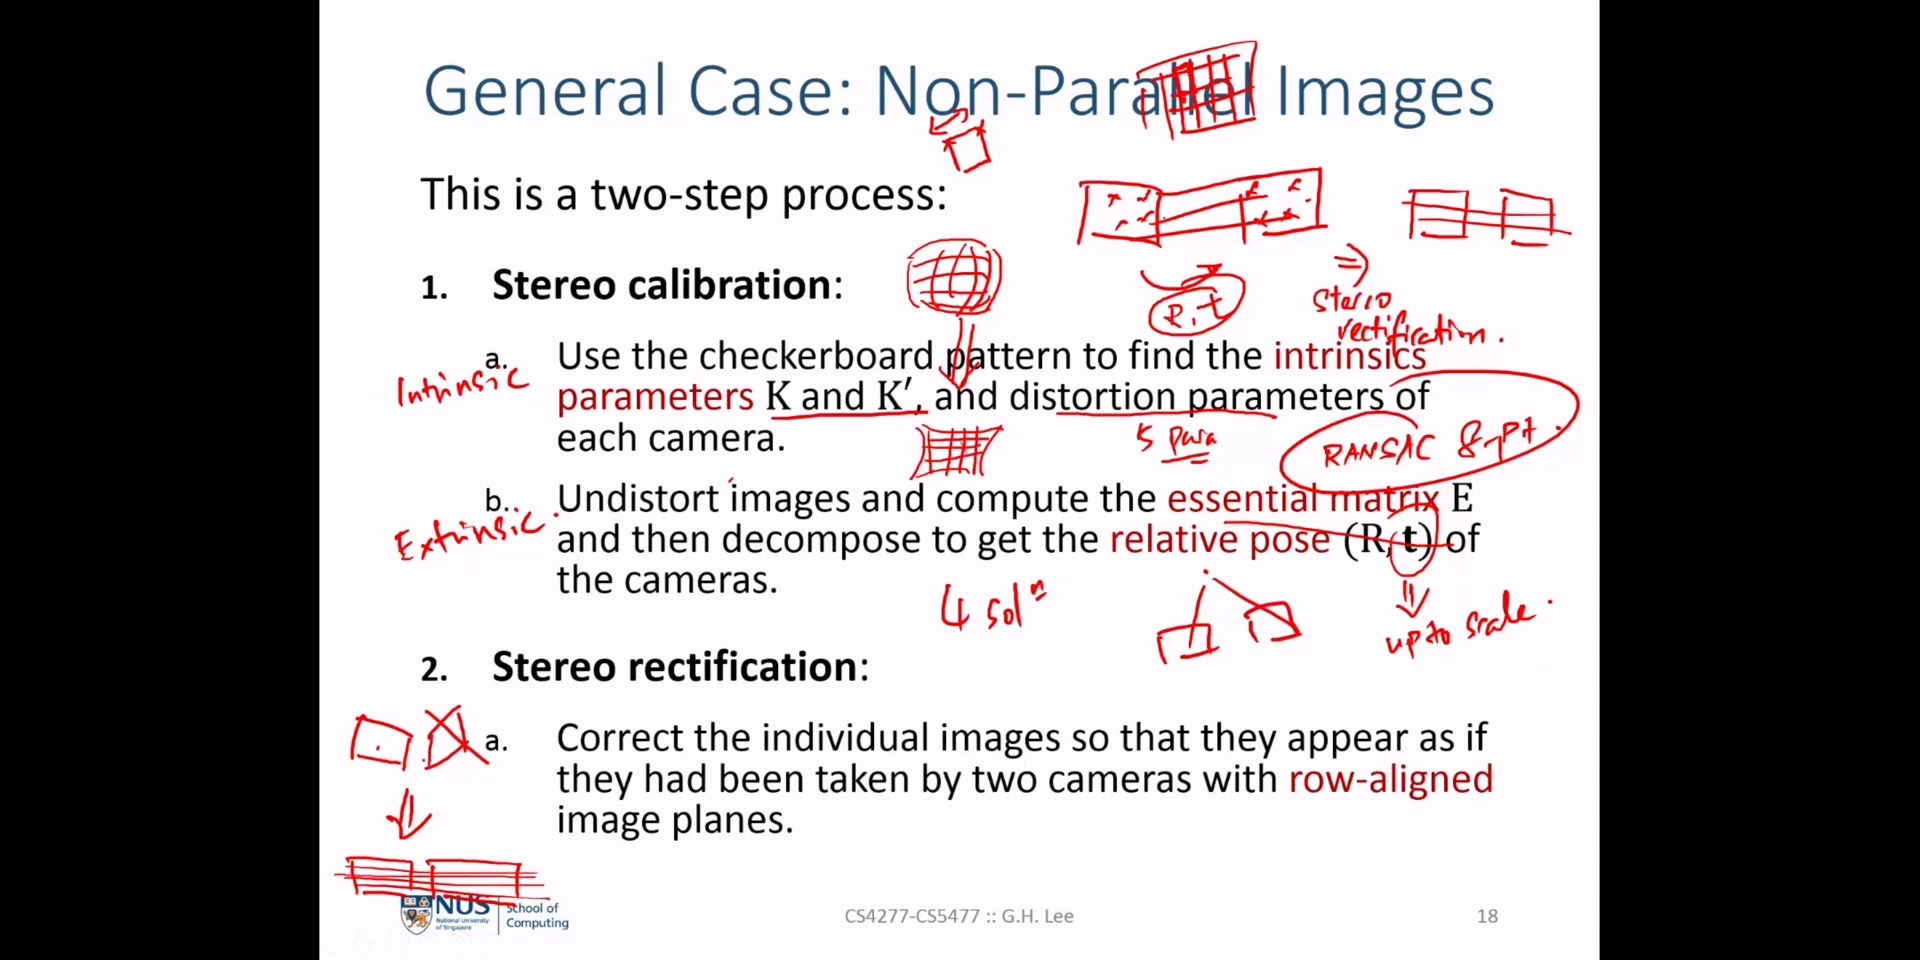 General Case: Non-Parallel Images
This is a two-step process:
1. Stereo calibration:
R, t
⇒
stereo
rectification.
a. Use the checkerboard pattern to find the intrinsics
Intrinsic
parameters K and K′, and distortion parameters of
each camera.
5 para
RANSAC 8-pt.
b. Undistort images and compute the essential matrix E
Extrinsic.
and then decompose to get the relative pose (R, t) of
the cameras.
4 solⁿ
up to scale.
2. Stereo rectification:
a. Correct the individual images so that they appear as if
they had been taken by two cameras with row-aligned
image planes.
NUS
National University
of Singapore
School of
Computing
CS4277-CS5477 :: G.H. Lee
18